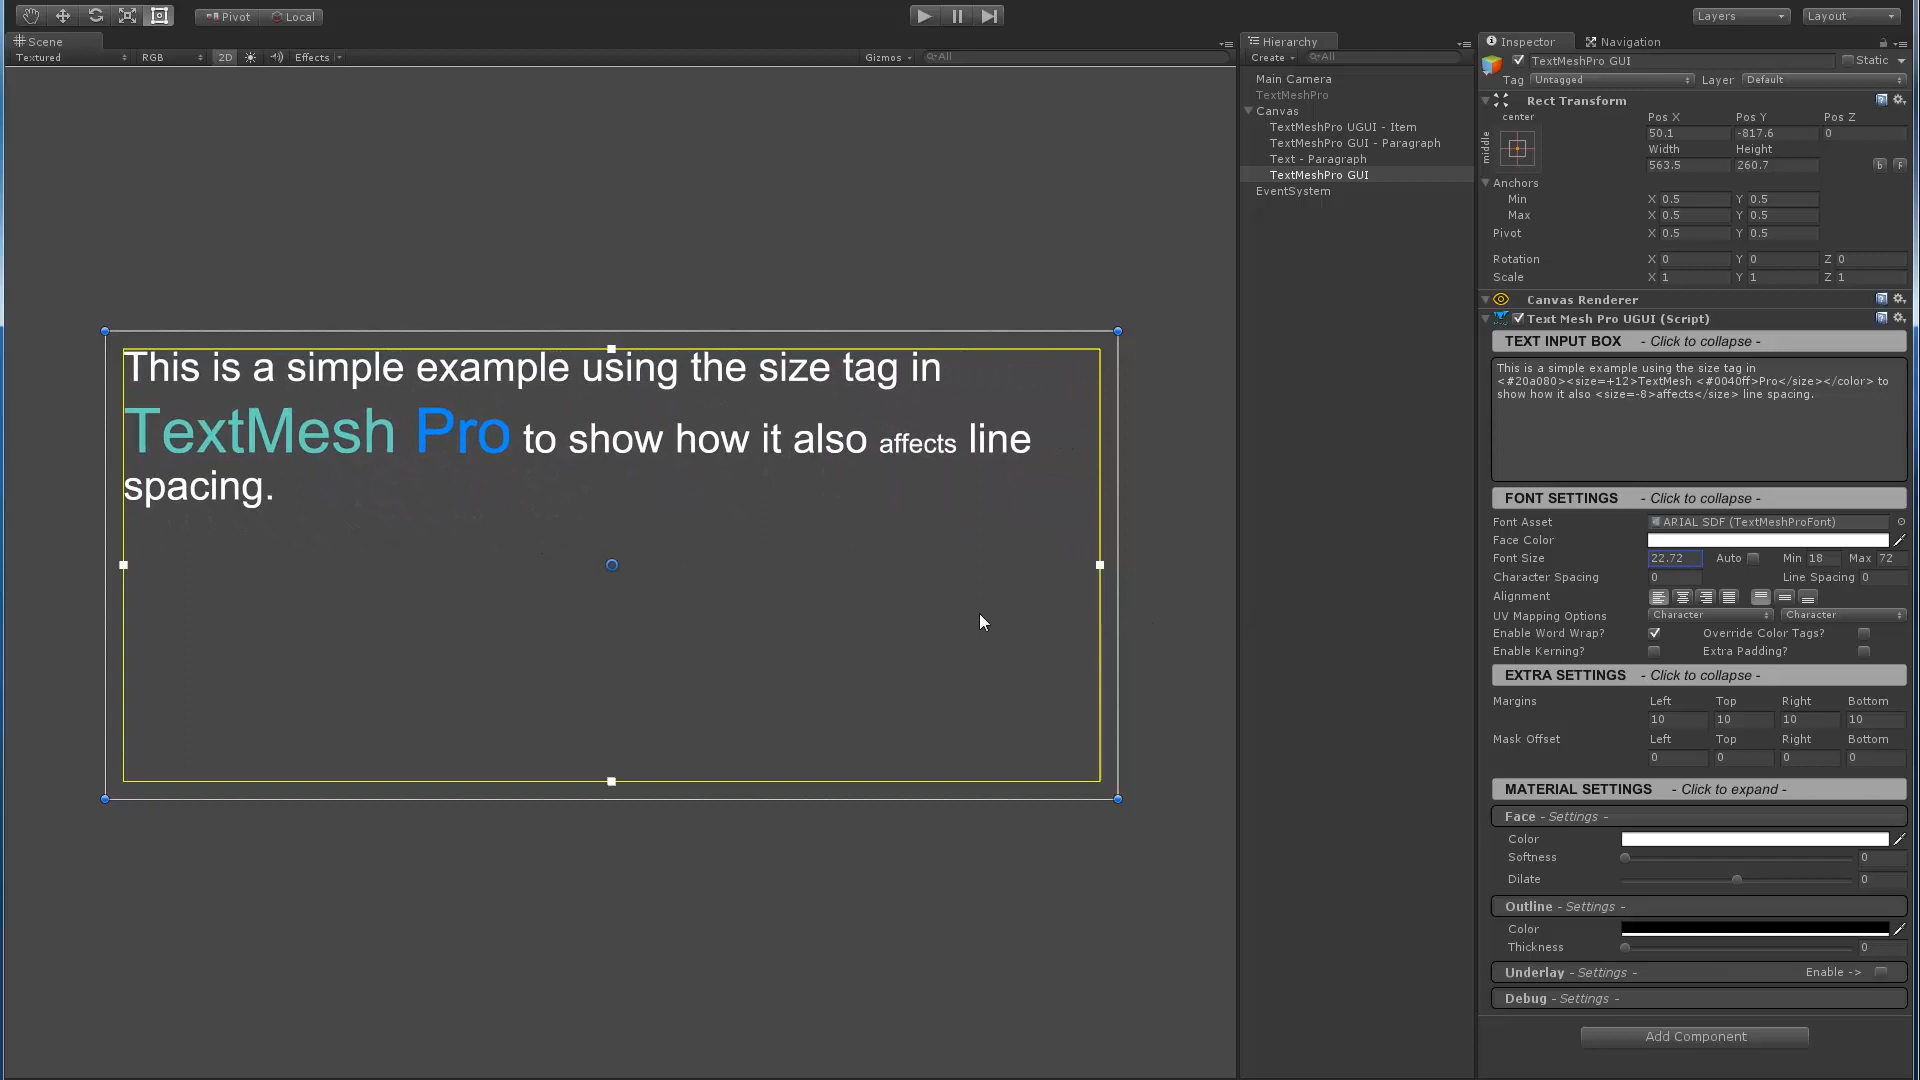 Pivot Local Layers Layout
Scene Hierarchy Inspector Navigation
Textured RGB 2D Effects Gizmos All Create All
TextMeshPro GUI Static
Tag Untagged Layer Default
Main Camera
TextMeshPro
Canvas
TextMeshPro UGUI - Item
TextMeshPro GUI - Paragraph
Text - Paragraph
TextMeshPro GUI
EventSystem
This is a simple example using the size tag in
TextMesh Pro to show how it also affects line
spacing.
Rect Transform
center Pos X Pos Y Pos Z
middle 50.1 -817.6 0
Width Height
563.5 260.7
Anchors
Min X 0.5 Y 0.5
Max X 0.5 Y 0.5
Pivot X 0.5 Y 0.5
Rotation X 0 Y 0 Z 0
Scale X 1 Y 1 Z 1
Canvas Renderer
Text Mesh Pro UGUI (Script)
TEXT INPUT BOX - Click to collapse -
This is a simple example using the size tag in
<#20a080><size=+12>TextMesh <#0040ff>Pro</size></color> to
show how it also <size=-8>affects</size> line spacing.
FONT SETTINGS - Click to collapse -
Font Asset ARIAL SDF (TextMeshProFont)
Face Color
Font Size 22.72 Auto Min 18 Max 72
Character Spacing 0 Line Spacing 0
Alignment
UV Mapping Options Character Character
Enable Word Wrap? Override Color Tags?
Enable Kerning? Extra Padding?
EXTRA SETTINGS - Click to collapse -
Margins Left Top Right Bottom
10 10 10 10
Mask Offset Left Top Right Bottom
0 0 0 0
MATERIAL SETTINGS - Click to expand -
Face - Settings -
Color
Softness 0
Dilate 0
Outline - Settings -
Color
Thickness 0
Underlay - Settings - Enable ->
Debug - Settings -
Add Component